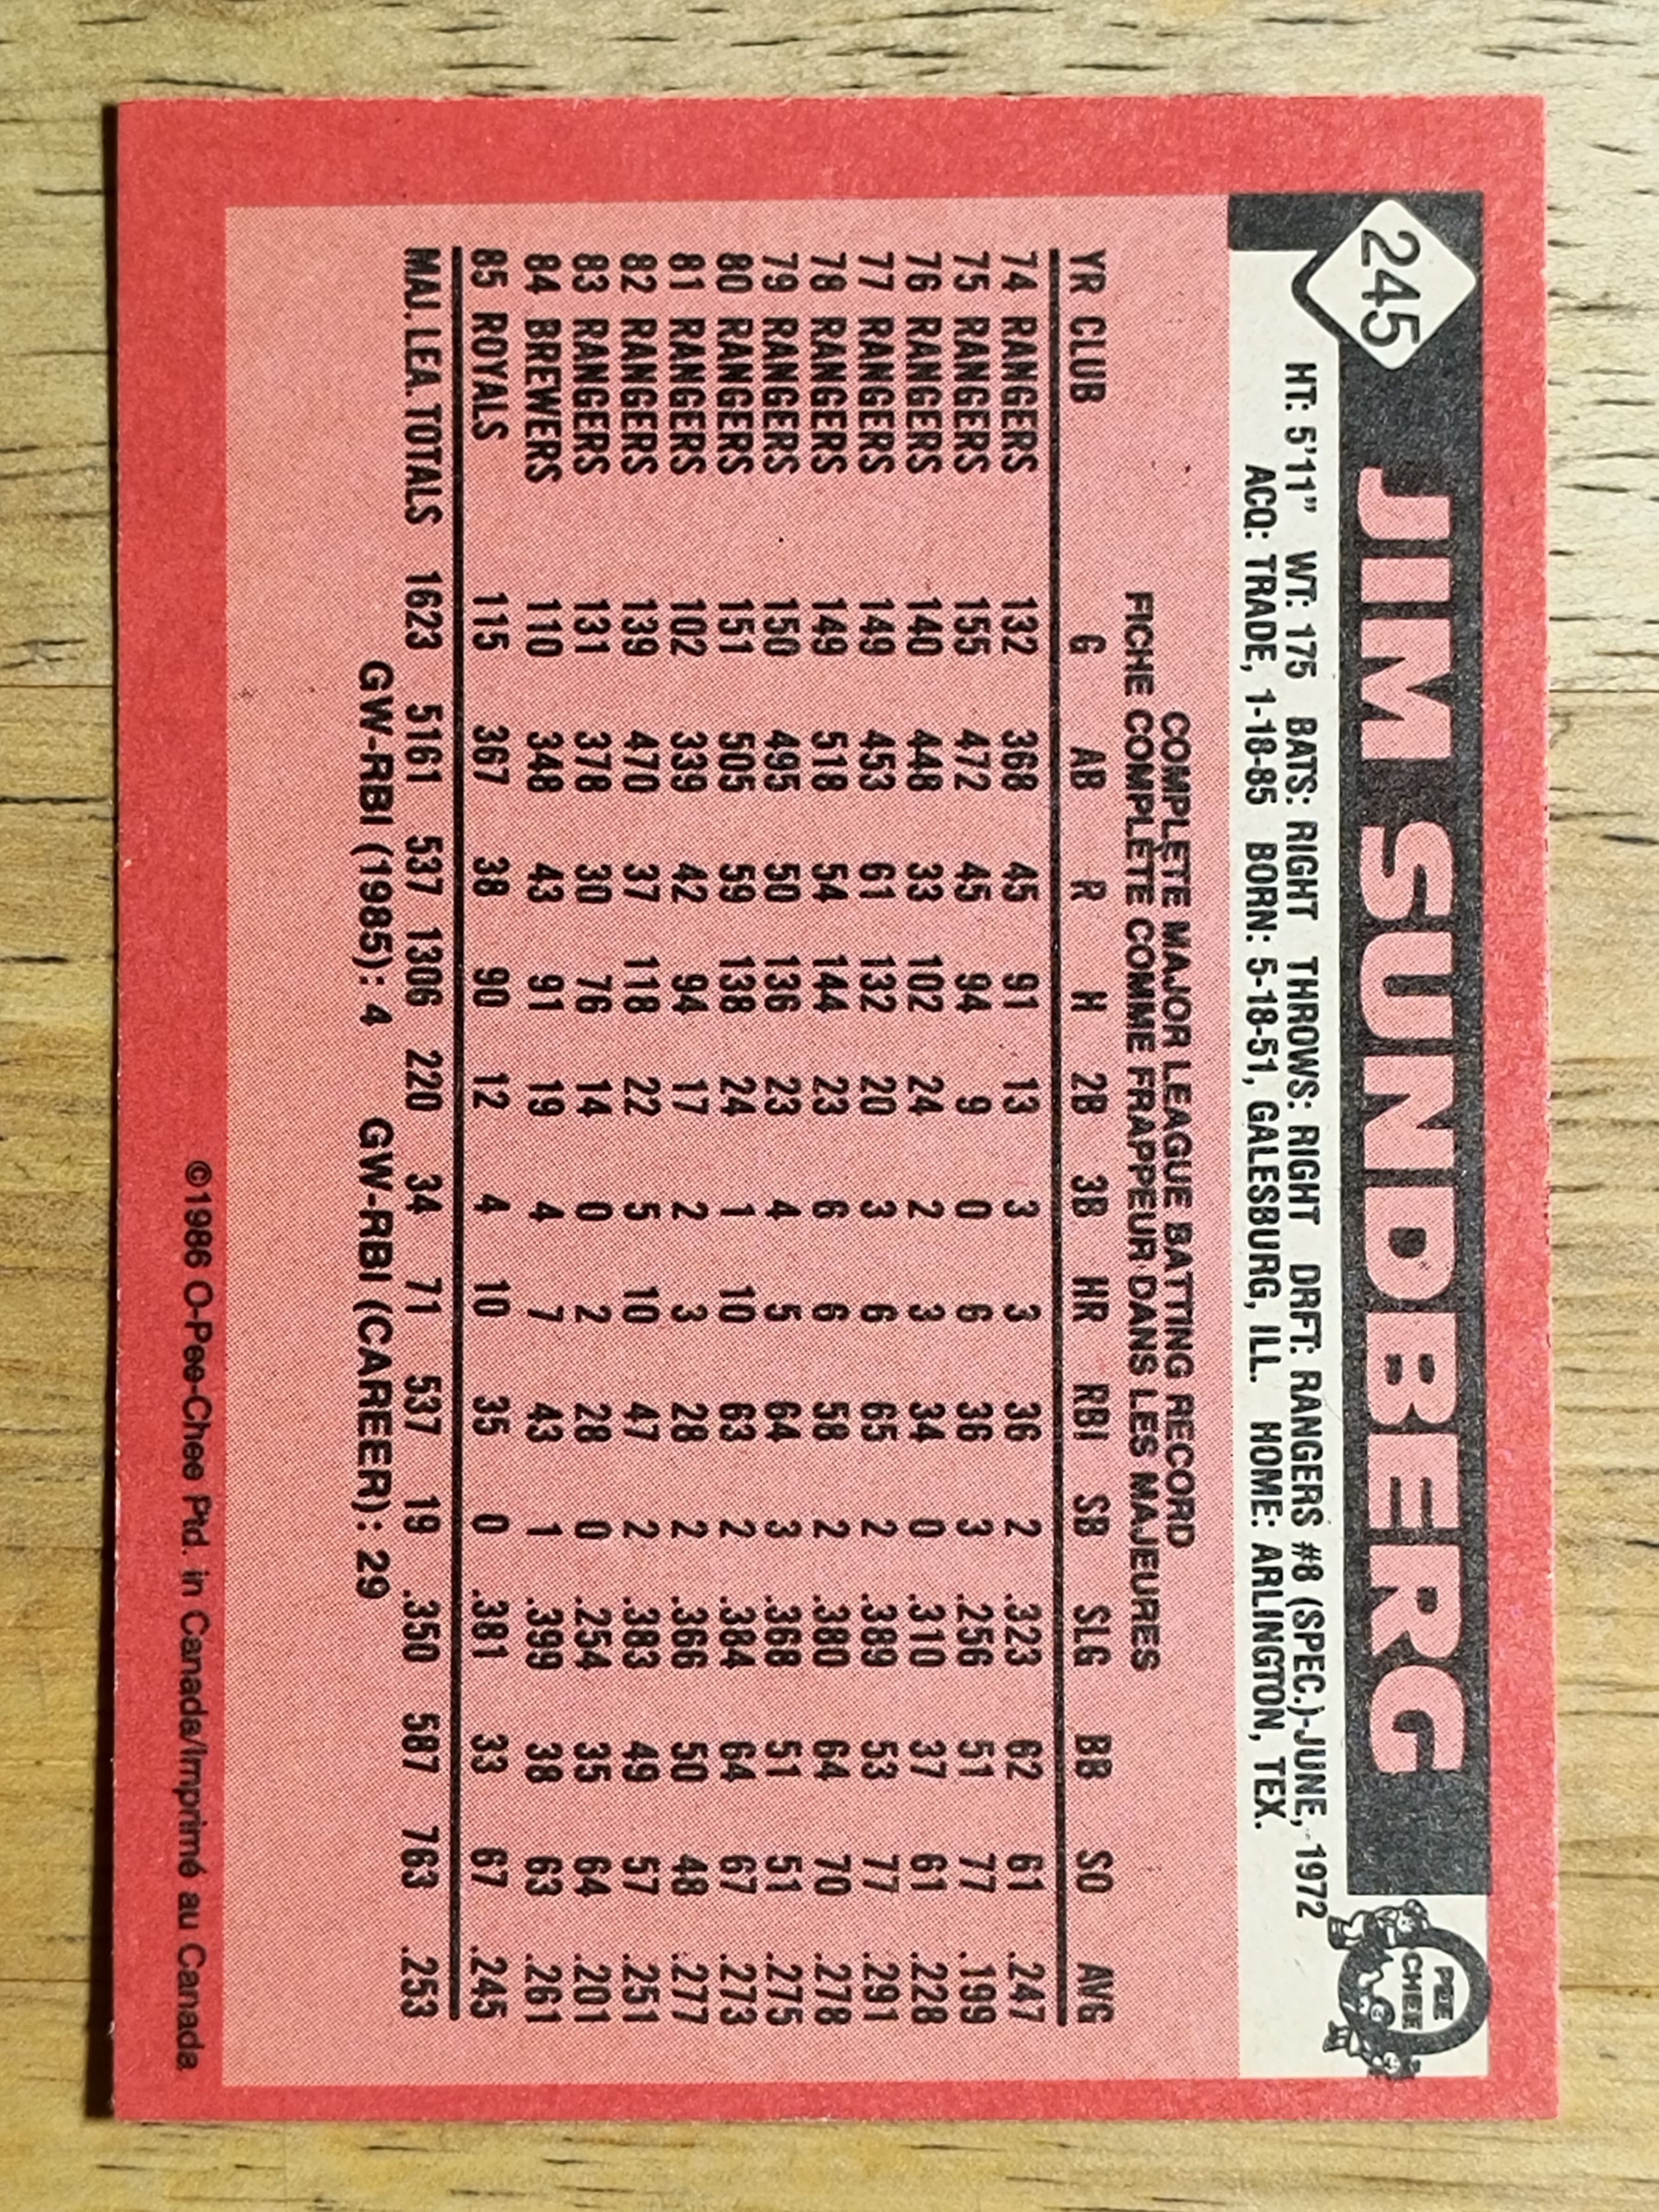 245 JIM SUNDBERG
PEE
CHEE
HT: 5'11" WT: 175 BATS: RIGHT THROWS: RIGHT DRFT: RANGERS #8 (SPEC.)-JUNE, 1972
ACQ: TRADE, 1-18-85 BORN: 5-18-51, GALESBURG, ILL. HOME: ARLINGTON, TEX.
COMPLETE MAJOR LEAGUE BATTING RECORD
FICHE COMPLÈTE COMME FRAPPEUR DANS LES MAJEURES
YR CLUB G AB R H 2B 3B HR RBI SB SLG BB SO AVG
74 RANGERS 132 368 45 91 13 3 3 36 2 .323 62 61 .247
75 RANGERS 155 472 45 94 9 0 6 36 3 .256 51 77 .199
76 RANGERS 140 448 33 102 24 2 3 34 0 .310 37 61 .228
77 RANGERS 149 453 61 132 20 3 6 65 2 .389 53 77 .291
78 RANGERS 149 518 54 144 23 6 6 58 2 .380 64 70 .278
79 RANGERS 150 495 50 136 23 4 5 64 3 .368 51 51 .275
80 RANGERS 151 505 59 138 24 1 10 63 2 .384 64 67 .273
81 RANGERS 102 339 42 94 17 2 3 28 2 .366 50 48 .277
82 RANGERS 139 470 37 118 22 5 10 47 2 .383 49 57 .251
83 RANGERS 131 378 30 76 14 0 2 28 0 .254 35 64 .201
84 BREWERS 110 348 43 91 19 4 7 43 1 .399 38 63 .261
85 ROYALS 115 367 38 90 12 4 10 35 0 .381 33 67 .245
MAJ. LEA. TOTALS 1623 5161 537 1306 220 34 71 537 19 .350 587 763 .253
GW-RBI (1985): 4 GW-RBI (CAREER): 29
©1986 O-Pee-Chee Ptd. in Canada/Imprimé au Canada.